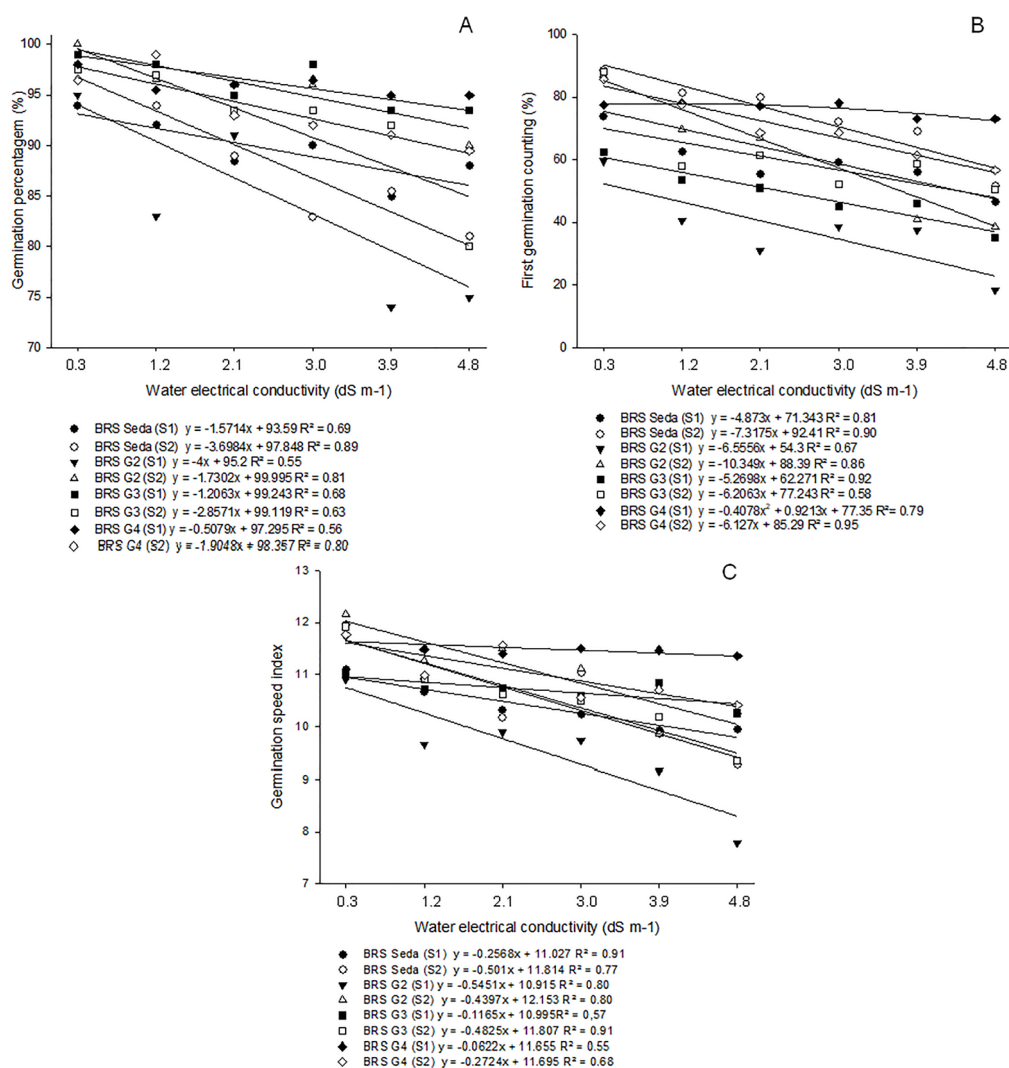 A
100
95
90
85
80
75
70
Germination percentagem (%)
0.3 1.2 2.1 3.0 3.9 4.8
Water electrical conductivity (dS m-1)
BRS Seda (S1) y = -1.5714x + 93.59 R² = 0.69
BRS Seda (S2) y = -3.6984x + 97.848 R² = 0.89
BRS G2 (S1) y = -4x + 95.2 R² = 0.55
BRS G2 (S2) y = -1.7302x + 99.995 R² = 0.81
BRS G3 (S1) y = -1.2063x + 99.243 R² = 0.68
BRS G3 (S2) y = -2.8571x + 99.119 R² = 0.63
BRS G4 (S1) y = -0.5079x + 97.295 R² = 0.56
BRS G4 (S2) y = -1.9048x + 98.357 R² = 0.80
B
100
80
60
40
20
0
First germination counting (%)
0.3 1.2 2.1 3.0 3.9 4.8
Water electrical conductivity (dS m-1)
BRS Seda (S1) y = -4.873x + 71.343 R² = 0.81
BRS Seda (S2) y = -7.3175x + 92.41 R² = 0.90
BRS G2 (S1) y = -6.5556x + 54.3 R² = 0.67
BRS G2 (S2) y = -10.349x + 88.39 R² = 0.86
BRS G3 (S1) y = -5.2698x + 62.271 R² = 0.92
BRS G3 (S2) y = -6.2063x + 77.243 R² = 0.58
BRS G4 (S1) y = -0.4078x² + 0.9213x + 77.35 R² = 0.79
BRS G4 (S2) y = -6.127x + 85.29 R² = 0.95
C
13
12
11
10
9
8
7
Germination speed index
0.3 1.2 2.1 3.0 3.9 4.8
Water electrical conductivity (dS m-1)
BRS Seda (S1) y = -0.2568x + 11.027 R² = 0.91
BRS Seda (S2) y = -0.501x + 11.814 R² = 0.77
BRS G2 (S1) y = -0.5451x + 10.915 R² = 0.80
BRS G2 (S2) y = -0.4397x + 12.153 R² = 0.80
BRS G3 (S1) y = -0.1165x + 10.995R² = 0,57
BRS G3 (S2) y = -0.4825x + 11.807 R² = 0.91
BRS G4 (S1) y = -0.0622x + 11.655 R² = 0.55
BRS G4 (S2) y = -0.2724x + 11.695 R² = 0.68